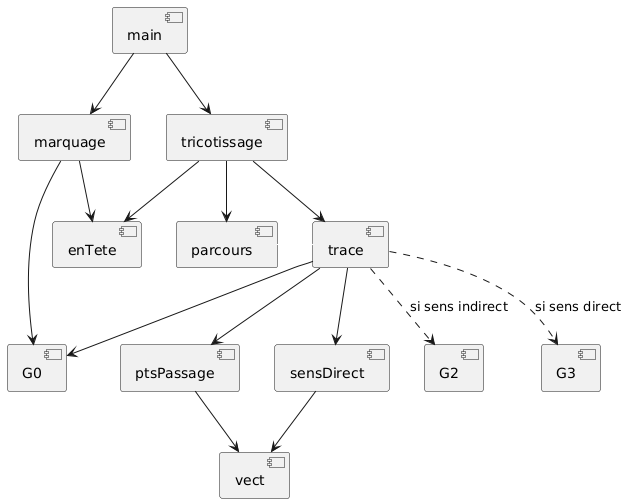 main
marquage
tricotissage
enTete
parcours
trace
si sens indirect
si sens direct
G0
ptsPassage
sensDirect
G2
G3
vect